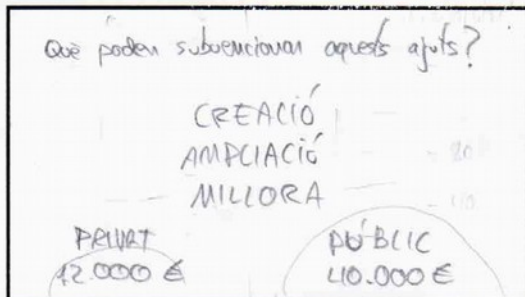 Què poden subvencionar aquests ajuts?
CREACIÓ
AMPLIACIÓ
MILLORA
PRIVAT PÚBLIC
12.000 € 40.000 €